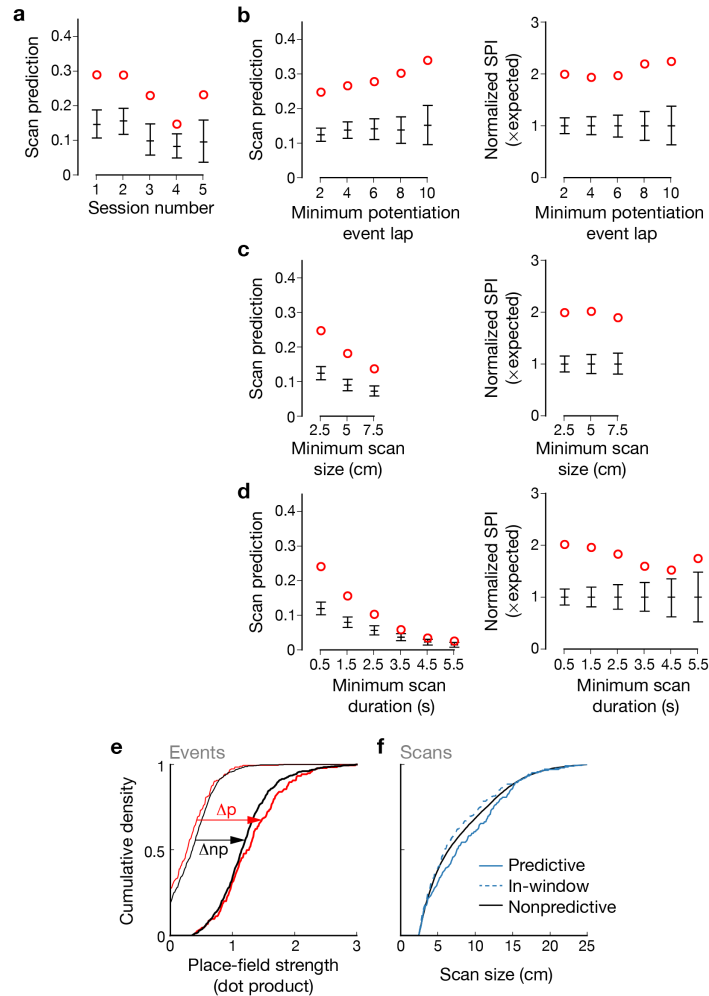 a
Scan prediction
0.4
0.3
0.2
0.1
0
1 2 3 4 5
Session number
b
Scan prediction
0.4
0.3
0.2
0.1
0
2 4 6 8 10
Minimum potentiation
event lap
Normalized SPI
(×expected)
3
2
1
0
2 4 6 8 10
Minimum potentiation
event lap
c
Scan prediction
0.4
0.3
0.2
0.1
0
2.5 5 7.5
Minimum scan
size (cm)
Normalized SPI
(×expected)
3
2
1
0
2.5 5 7.5
Minimum scan
size (cm)
d
Scan prediction
0.4
0.3
0.2
0.1
0
0.5 1.5 2.5 3.5 4.5 5.5
Minimum scan
duration (s)
Normalized SPI
(×expected)
3
2
1
0
0.5 1.5 2.5 3.5 4.5 5.5
Minimum scan
duration (s)
e
Events
Cumulative density
1
0.5
0
Δp
Δnp
0 1 2 3
Place-field strength
(dot product)
f
Scans
Predictive
In-window
Nonpredictive
0 5 10 15 20 25
Scan size (cm)